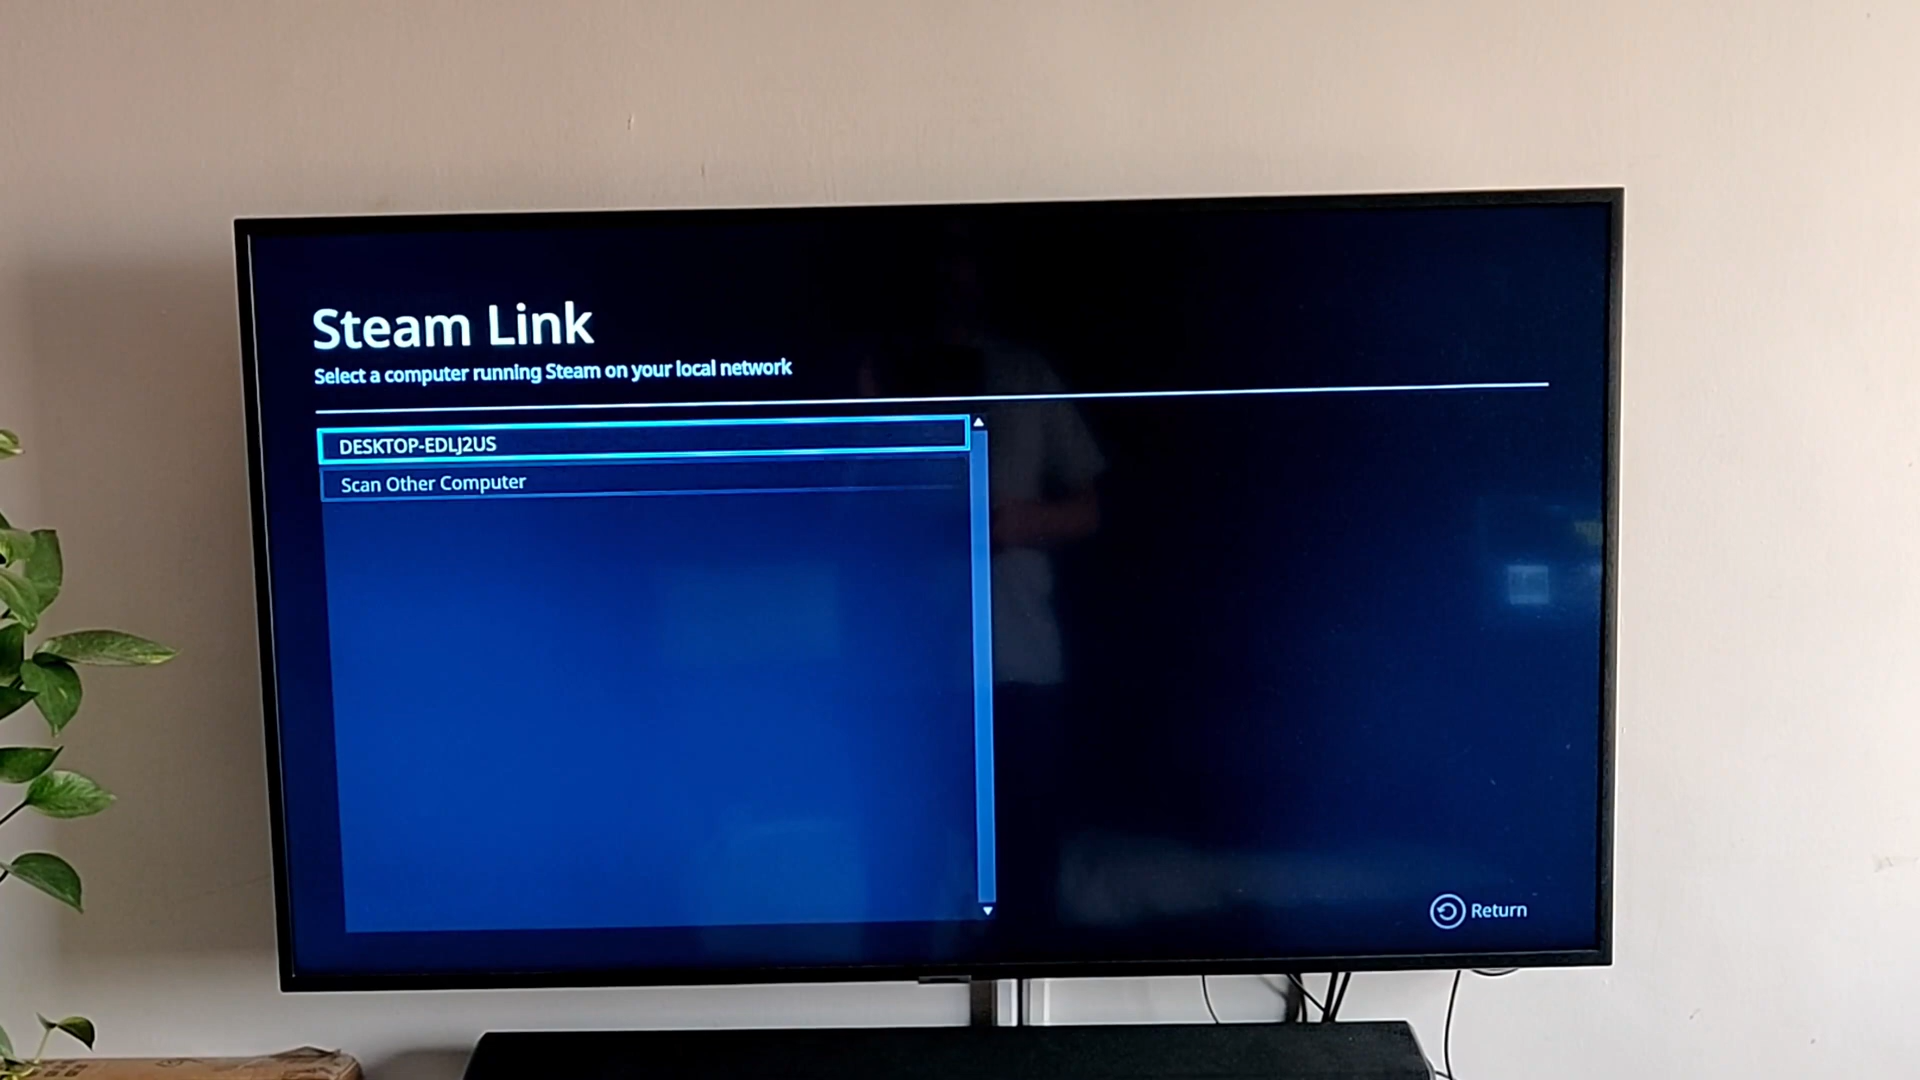 Steam Link
Select a computer running Steam on your local network
DESKTOP-EDLJ2US
Scan Other Computer
Return